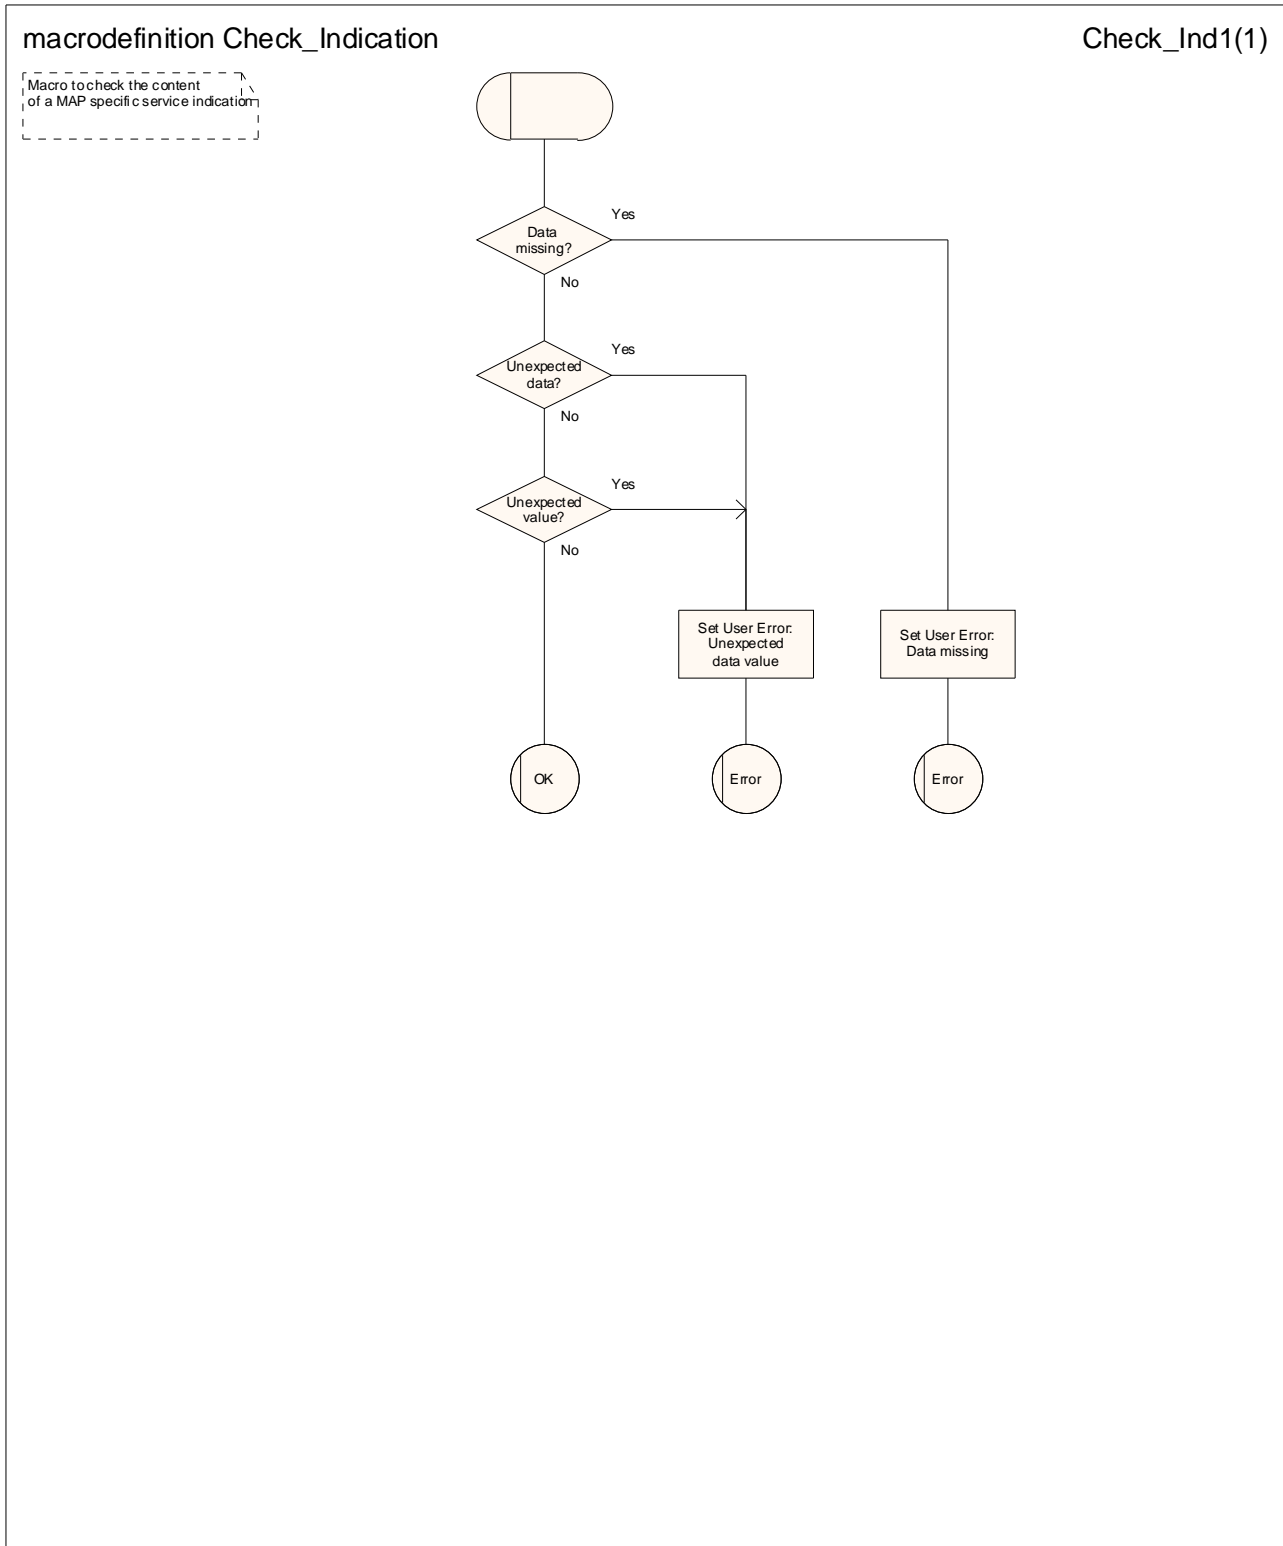 macrodefinition Check_Indication
Check_Ind1(1)
Macro to check the content
of a MAP specific service indication
Yes
Data
missing?
No
Yes
Unexpected
data?
No
Yes
Unexpected
value?
No
Set User Error:
Unexpected
data value
Set User Error:
Data missing
OK
Error
Error